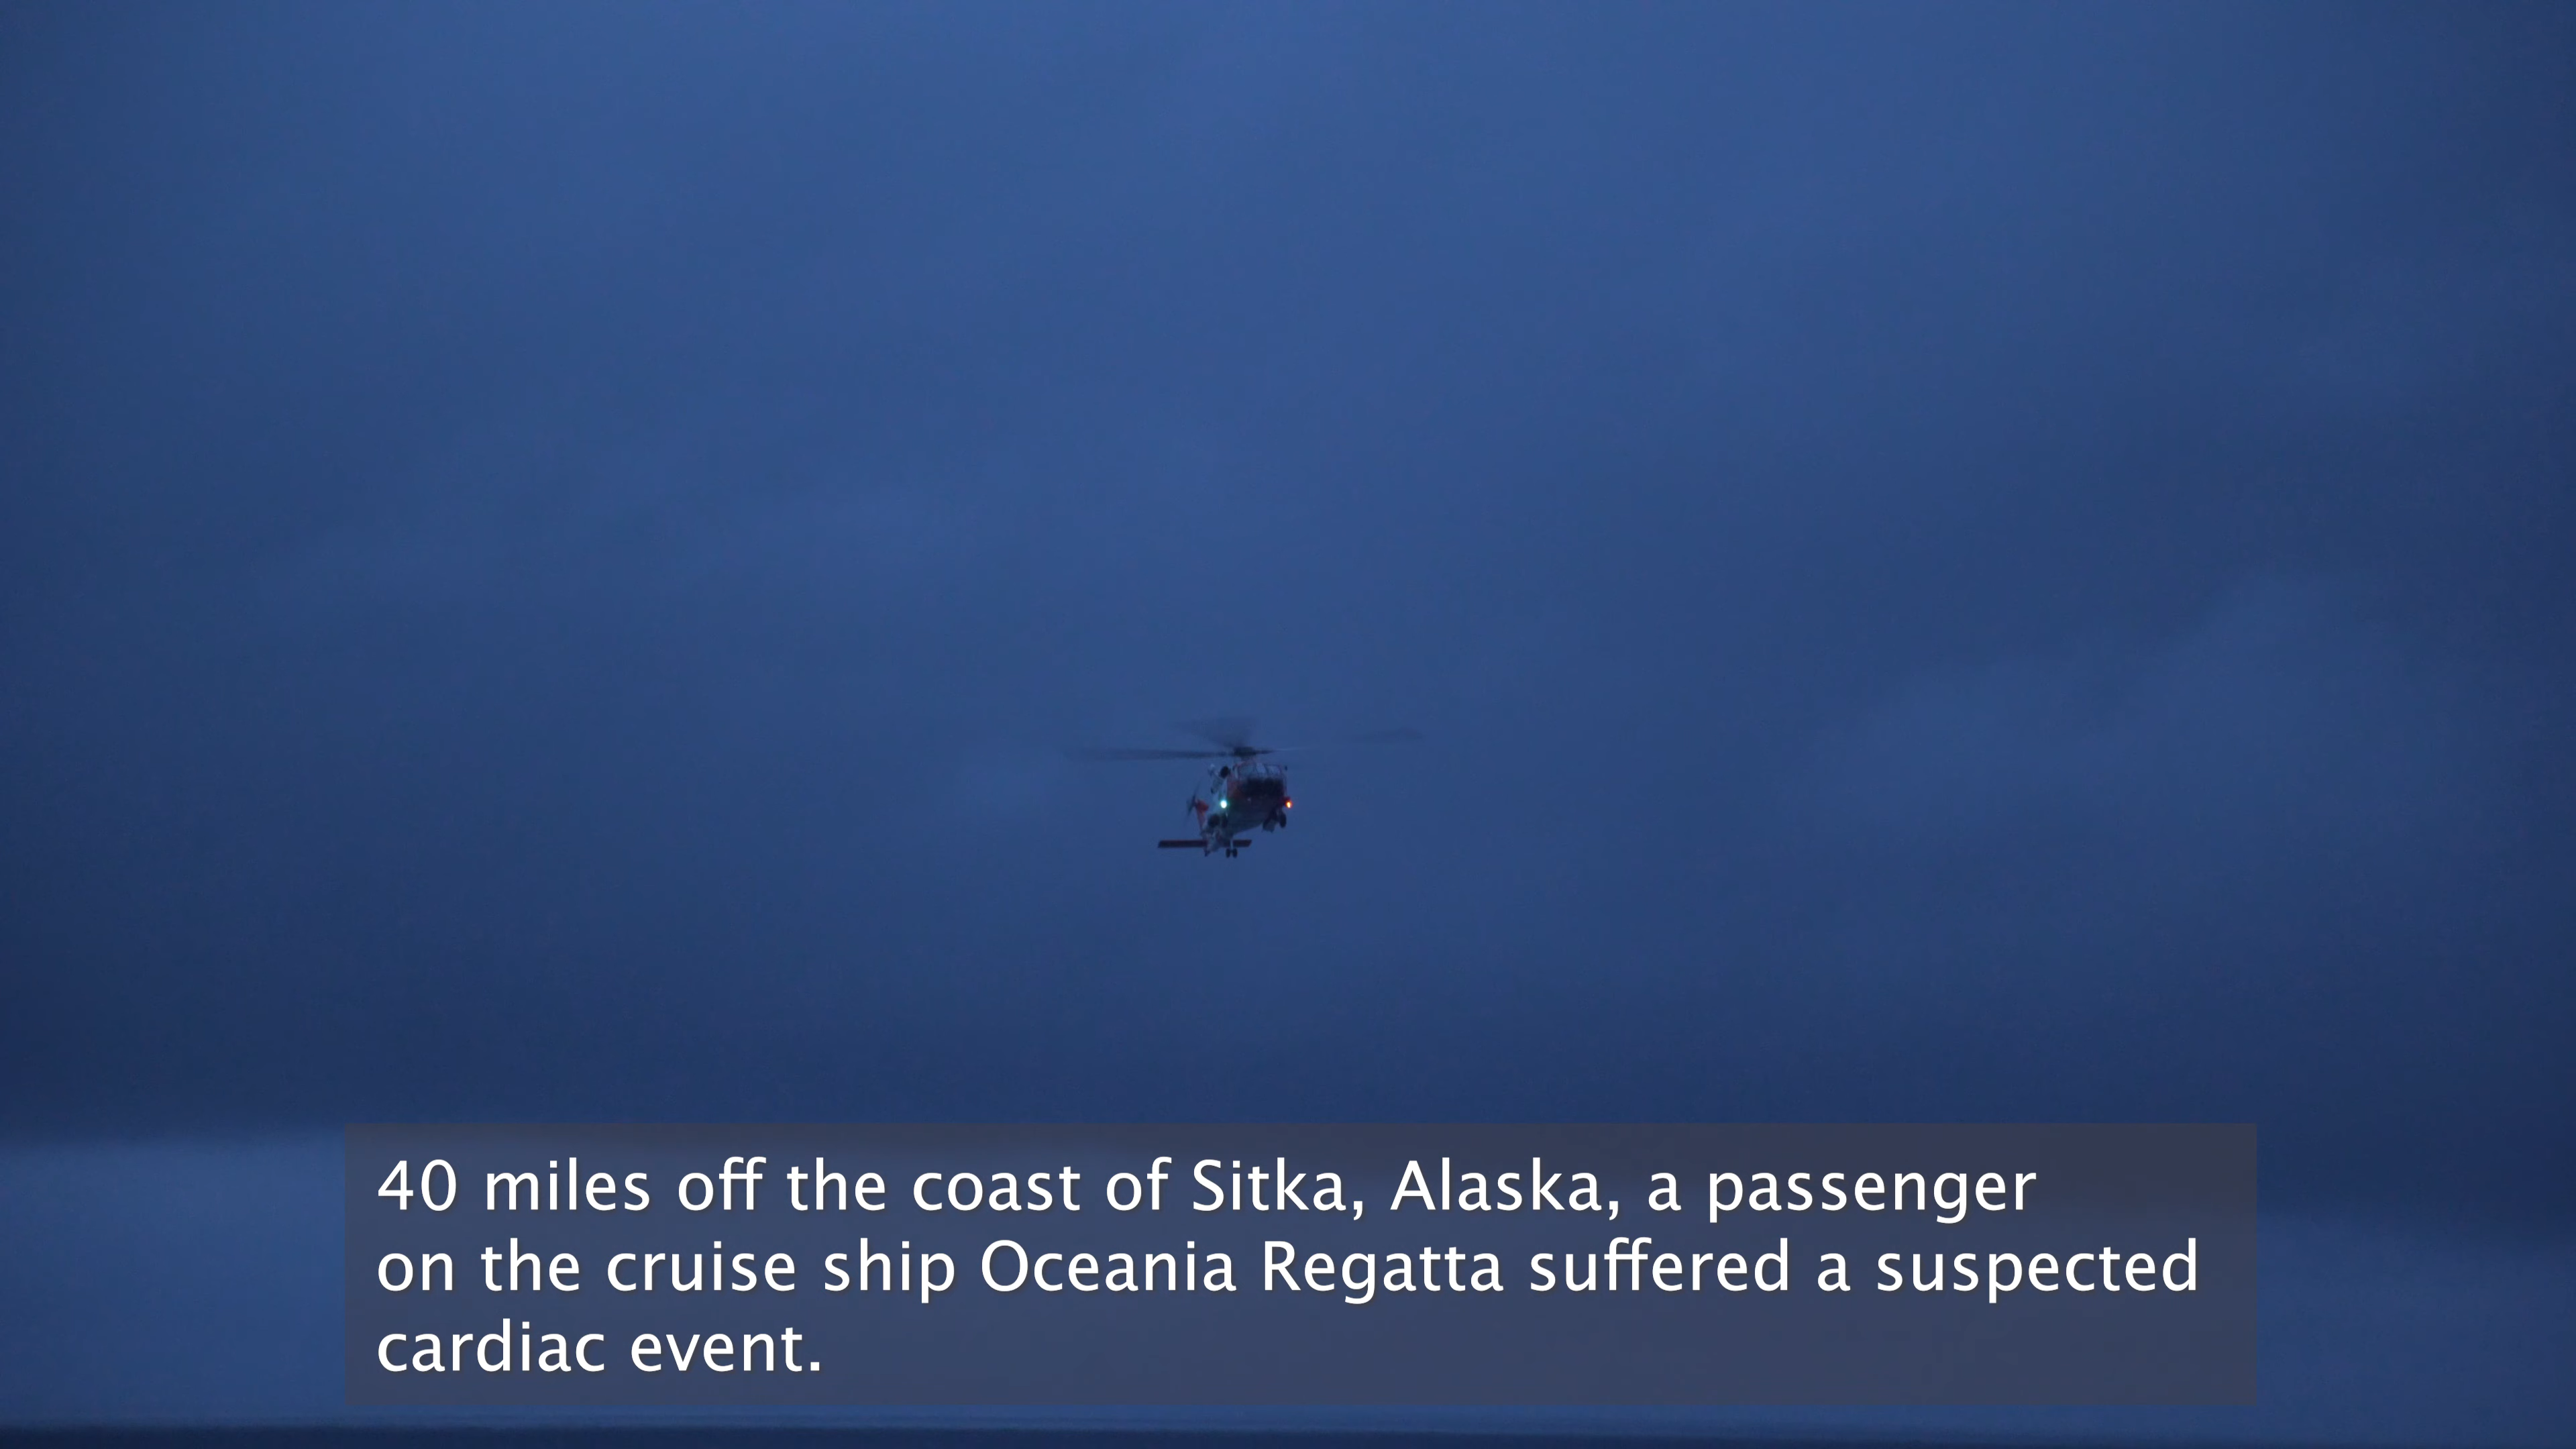 40 miles off the coast of Sitka, Alaska, a passenger
on the cruise ship Oceania Regatta suffered a suspected
cardiac event.